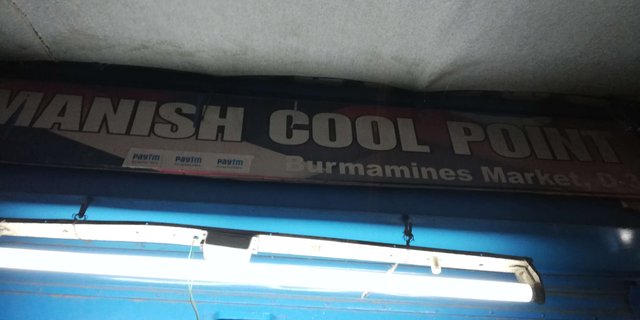 MANISH COOL POINT
Paytm Paytm Paytm
Burmamines Market,